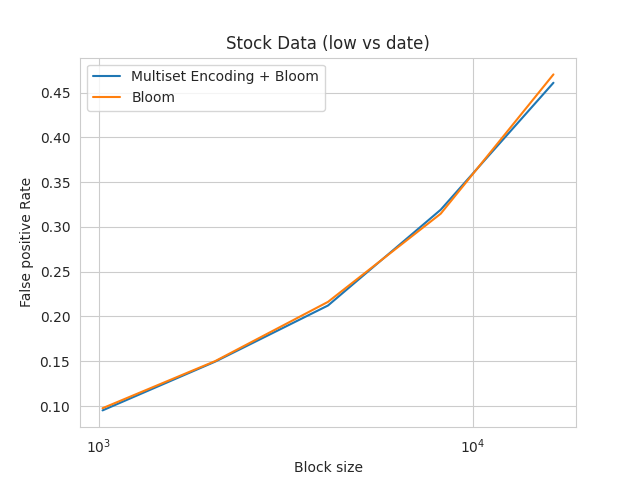 Stock Data (low vs date)
Multiset Encoding + Bloom
Bloom
False positive Rate
0.45
0.40
0.35
0.30
0.25
0.20
0.15
0.10
10³
10⁴
Block size